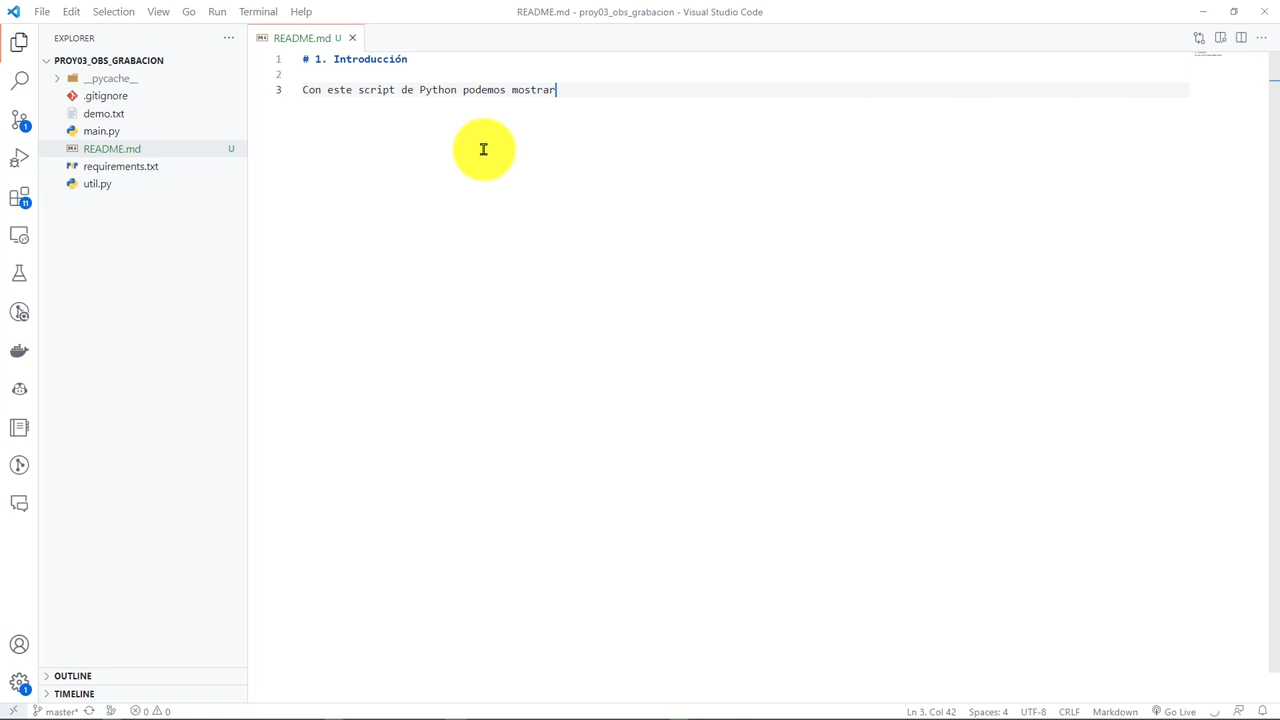 File Edit Selection View Go Run Terminal Help
README.md - proy03_obs_grabacion - Visual Studio Code
EXPLORER
README.md U
PROY03_OBS_GRABACION
__pycache__
.gitignore
demo.txt
main.py
README.md U
requirements.txt
util.py
1 # 1. Introducción
2
3 Con este script de Python podemos mostrar
1
11
1
OUTLINE
TIMELINE
master* 0 0
Ln 3, Col 42 Spaces: 4 UTF-8 CRLF Markdown Go Live